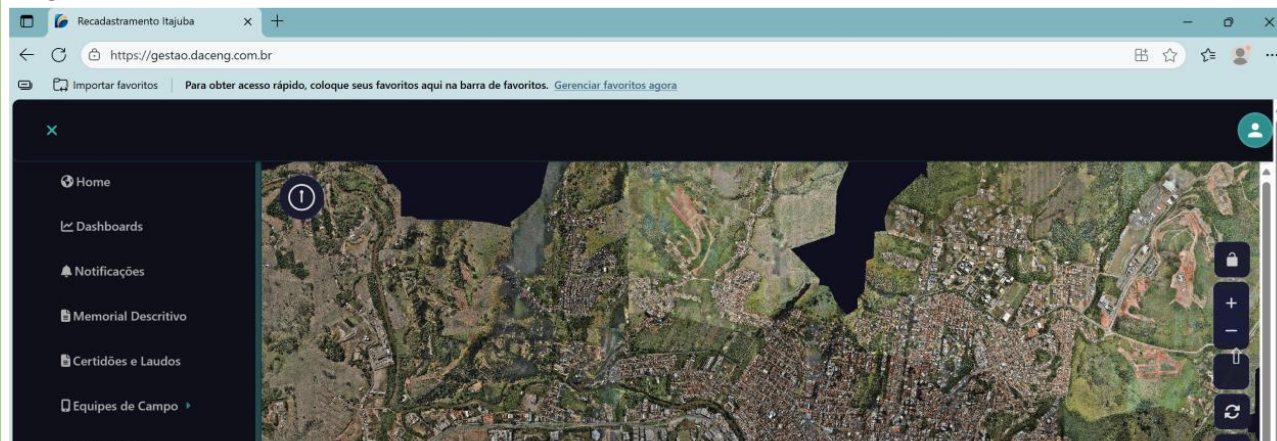 Recadastramento Itajuba
https://gestao.daceng.com.br
Importar favoritos Para obter acesso rápido, coloque seus favoritos aqui na barra de favoritos. Gerenciar favoritos agora
Home
Dashboards
Notificações
Memorial Descritivo
Certidões e Laudos
Equipes de Campo